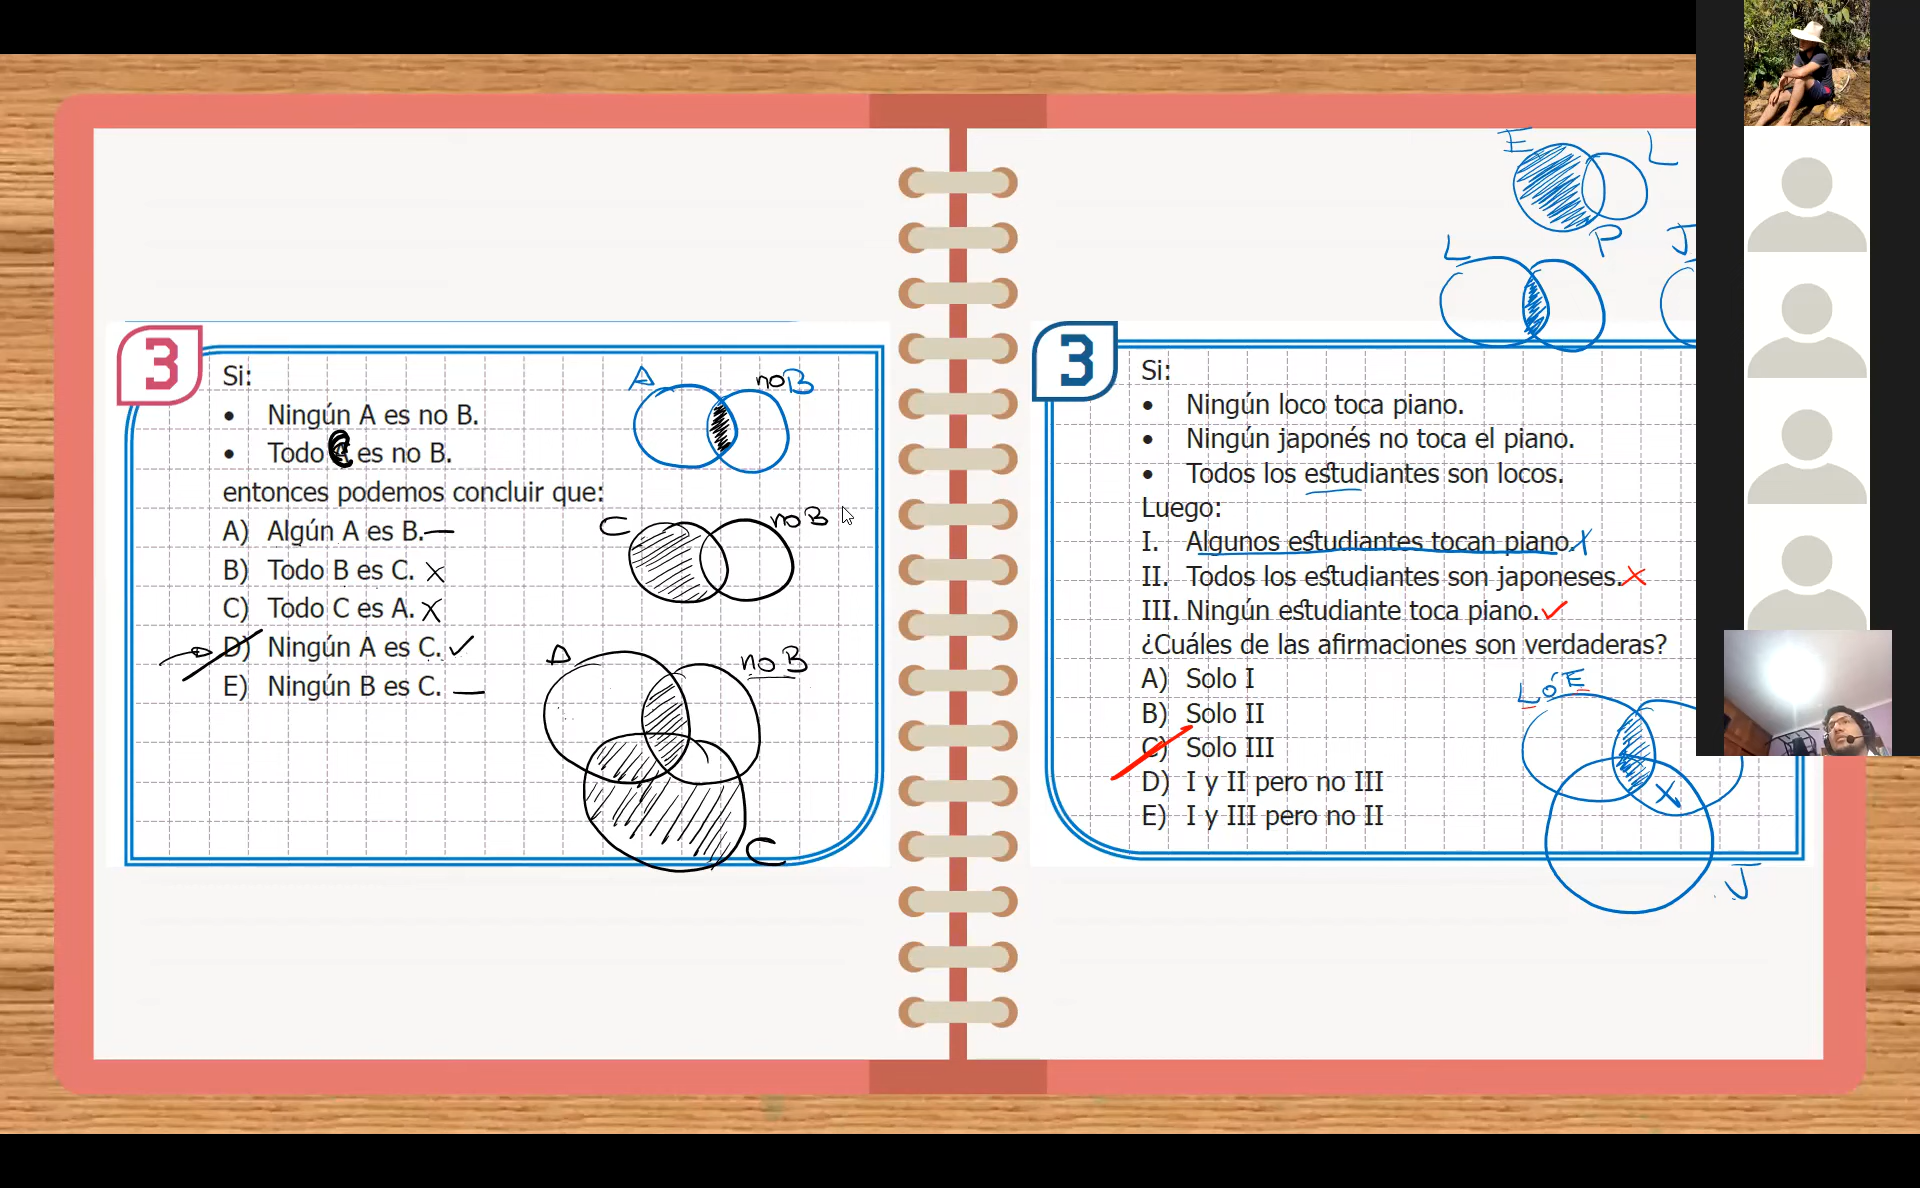 3
Si:
• Ningún A es no B.
• Todo C es no B.
entonces podemos concluir que:
A) Algún A es B.
B) Todo B es C. x
C) Todo C es A. x
D) Ningún A es C. ✓
E) Ningún B es C.
A noB
C noB
A no B
C
3
Si:
• Ningún loco toca piano.
• Ningún japonés no toca el piano.
• Todos los estudiantes son locos.
Luego:
I. Algunos estudiantes tocan piano. x
II. Todos los estudiantes son japoneses. x
III. Ningún estudiante toca piano. ✓
¿Cuáles de las afirmaciones son verdaderas?
A) Solo I
B) Solo II
C) Solo III
D) I y II pero no III
E) I y III pero no II
E L
L P J
L ó E
x
J